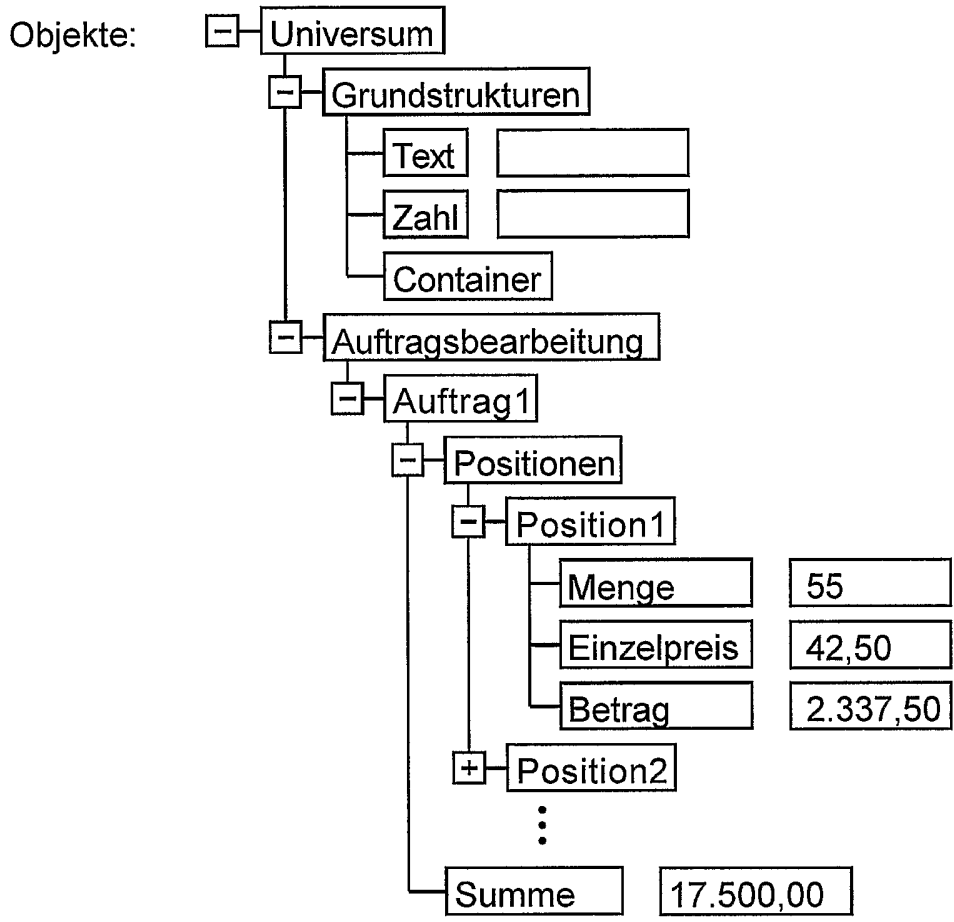 Objekte: Universum
Grundstrukturen
Text
Zahl
Container
Auftragsbearbeitung
Auftrag1
Positionen
Position1
Menge 55
Einzelpreis 42,50
Betrag 2.337,50
Position2
Summe 17.500,00